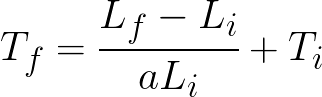 $T_f = \frac{L_f - L_i}{aL_i} + T_i$